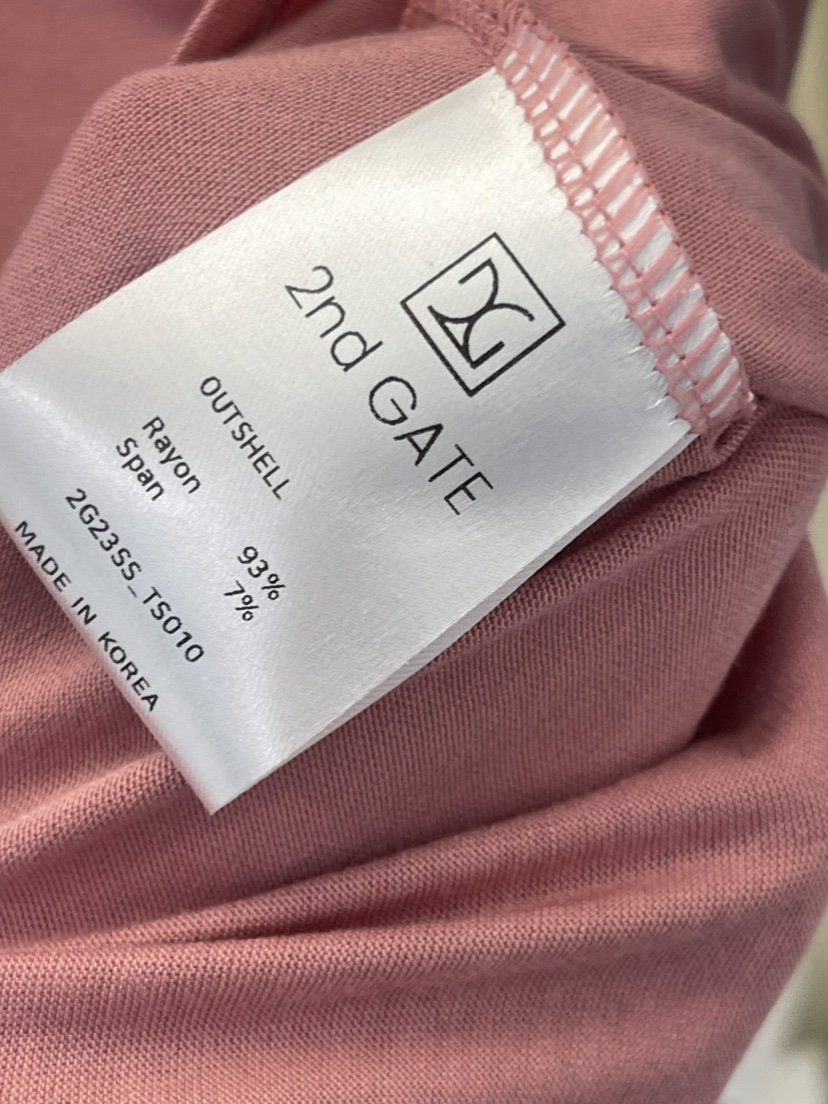 2nd GATE
OUTSHELL
Rayon 93%
Span 7%
2G23SS_TS010
MADE IN KOREA